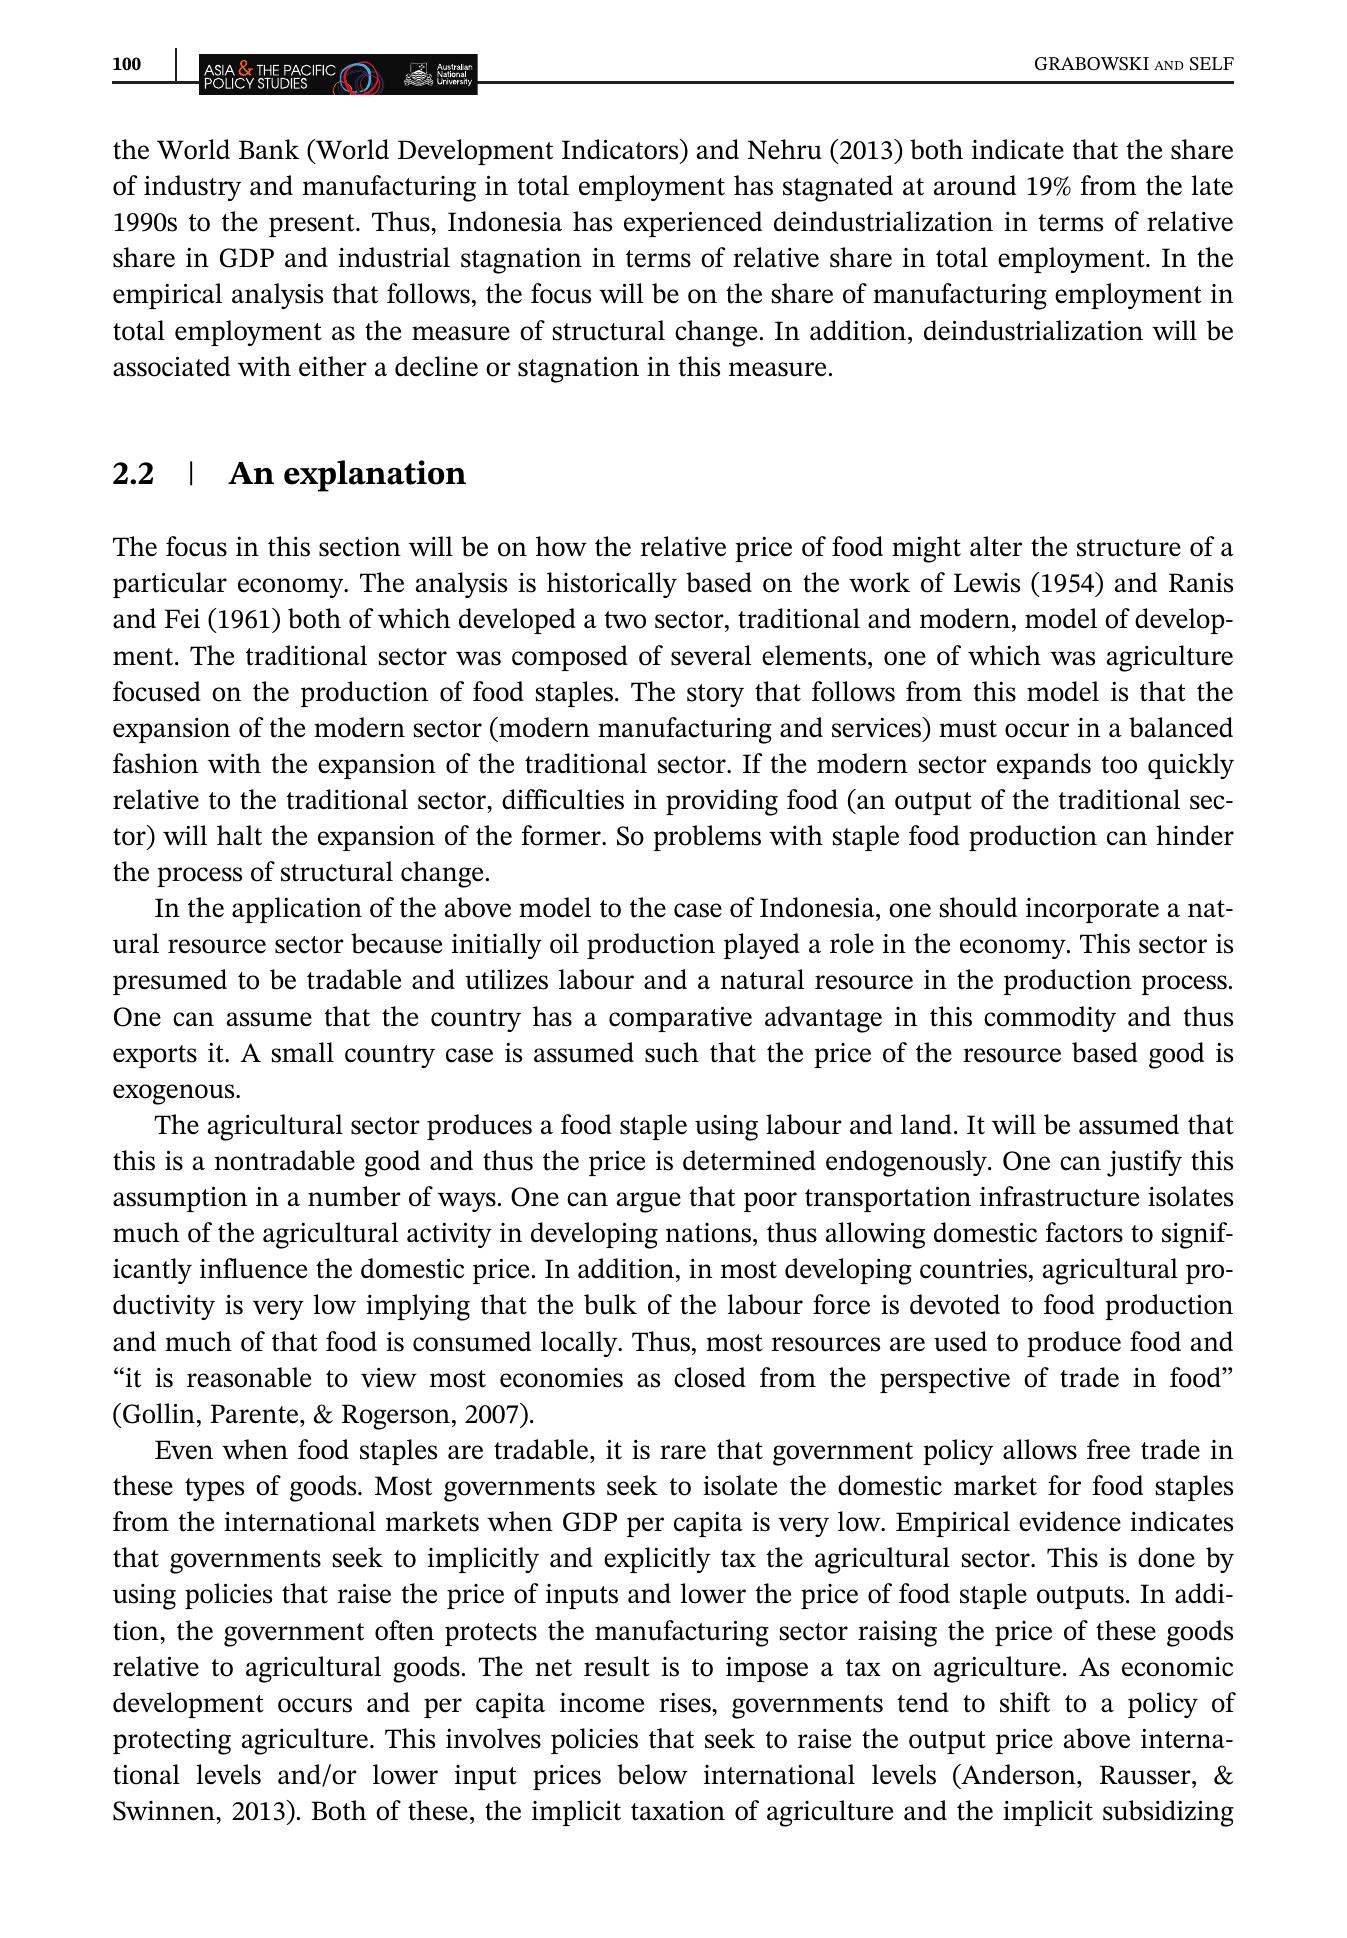 100
ASIA & THE PACIFIC
POLICY STUDIES
Australian
National
University
GRABOWSKI AND SELF
the World Bank (World Development Indicators) and Nehru (2013) both indicate that the share
of industry and manufacturing in total employment has stagnated at around 19% from the late
1990s to the present. Thus, Indonesia has experienced deindustrialization in terms of relative
share in GDP and industrial stagnation in terms of relative share in total employment. In the
empirical analysis that follows, the focus will be on the share of manufacturing employment in
total employment as the measure of structural change. In addition, deindustrialization will be
associated with either a decline or stagnation in this measure.
2.2 | An explanation
The focus in this section will be on how the relative price of food might alter the structure of a
particular economy. The analysis is historically based on the work of Lewis (1954) and Ranis
and Fei (1961) both of which developed a two sector, traditional and modern, model of develop-
ment. The traditional sector was composed of several elements, one of which was agriculture
focused on the production of food staples. The story that follows from this model is that the
expansion of the modern sector (modern manufacturing and services) must occur in a balanced
fashion with the expansion of the traditional sector. If the modern sector expands too quickly
relative to the traditional sector, difficulties in providing food (an output of the traditional sec-
tor) will halt the expansion of the former. So problems with staple food production can hinder
the process of structural change.
In the application of the above model to the case of Indonesia, one should incorporate a nat-
ural resource sector because initially oil production played a role in the economy. This sector is
presumed to be tradable and utilizes labour and a natural resource in the production process.
One can assume that the country has a comparative advantage in this commodity and thus
exports it. A small country case is assumed such that the price of the resource based good is
exogenous.
The agricultural sector produces a food staple using labour and land. It will be assumed that
this is a nontradable good and thus the price is determined endogenously. One can justify this
assumption in a number of ways. One can argue that poor transportation infrastructure isolates
much of the agricultural activity in developing nations, thus allowing domestic factors to signif-
icantly influence the domestic price. In addition, in most developing countries, agricultural pro-
ductivity is very low implying that the bulk of the labour force is devoted to food production
and much of that food is consumed locally. Thus, most resources are used to produce food and
“it is reasonable to view most economies as closed from the perspective of trade in food”
(Gollin, Parente, & Rogerson, 2007).
Even when food staples are tradable, it is rare that government policy allows free trade in
these types of goods. Most governments seek to isolate the domestic market for food staples
from the international markets when GDP per capita is very low. Empirical evidence indicates
that governments seek to implicitly and explicitly tax the agricultural sector. This is done by
using policies that raise the price of inputs and lower the price of food staple outputs. In addi-
tion, the government often protects the manufacturing sector raising the price of these goods
relative to agricultural goods. The net result is to impose a tax on agriculture. As economic
development occurs and per capita income rises, governments tend to shift to a policy of
protecting agriculture. This involves policies that seek to raise the output price above interna-
tional levels and/or lower input prices below international levels (Anderson, Rausser, &
Swinnen, 2013). Both of these, the implicit taxation of agriculture and the implicit subsidizing